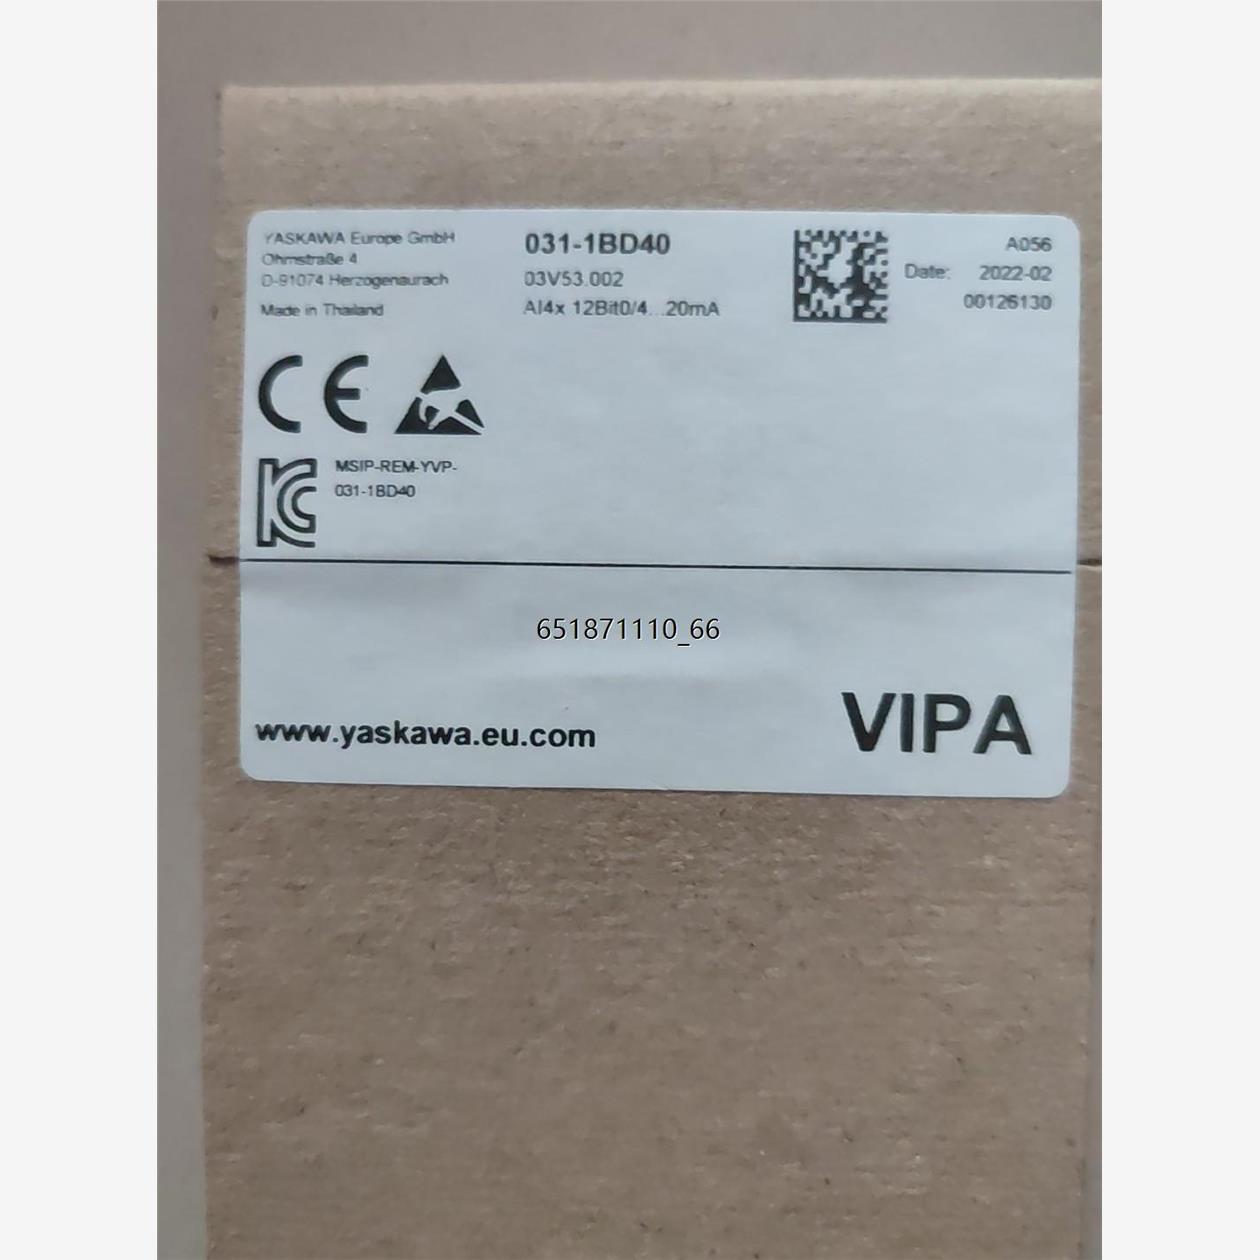 YASKAWA Europe GmbH
Ohmstraße 4
D-91074 Herzogenaurach
Made in Thailand
031-1BD40
03V53.002
AI4x 12Bit0/4...20mA
A056
Date: 2022-02
00126130
CE
KC
MSIP-REM-YVP-
031-1BD40
651871110_66
www.yaskawa.eu.com
VIPA